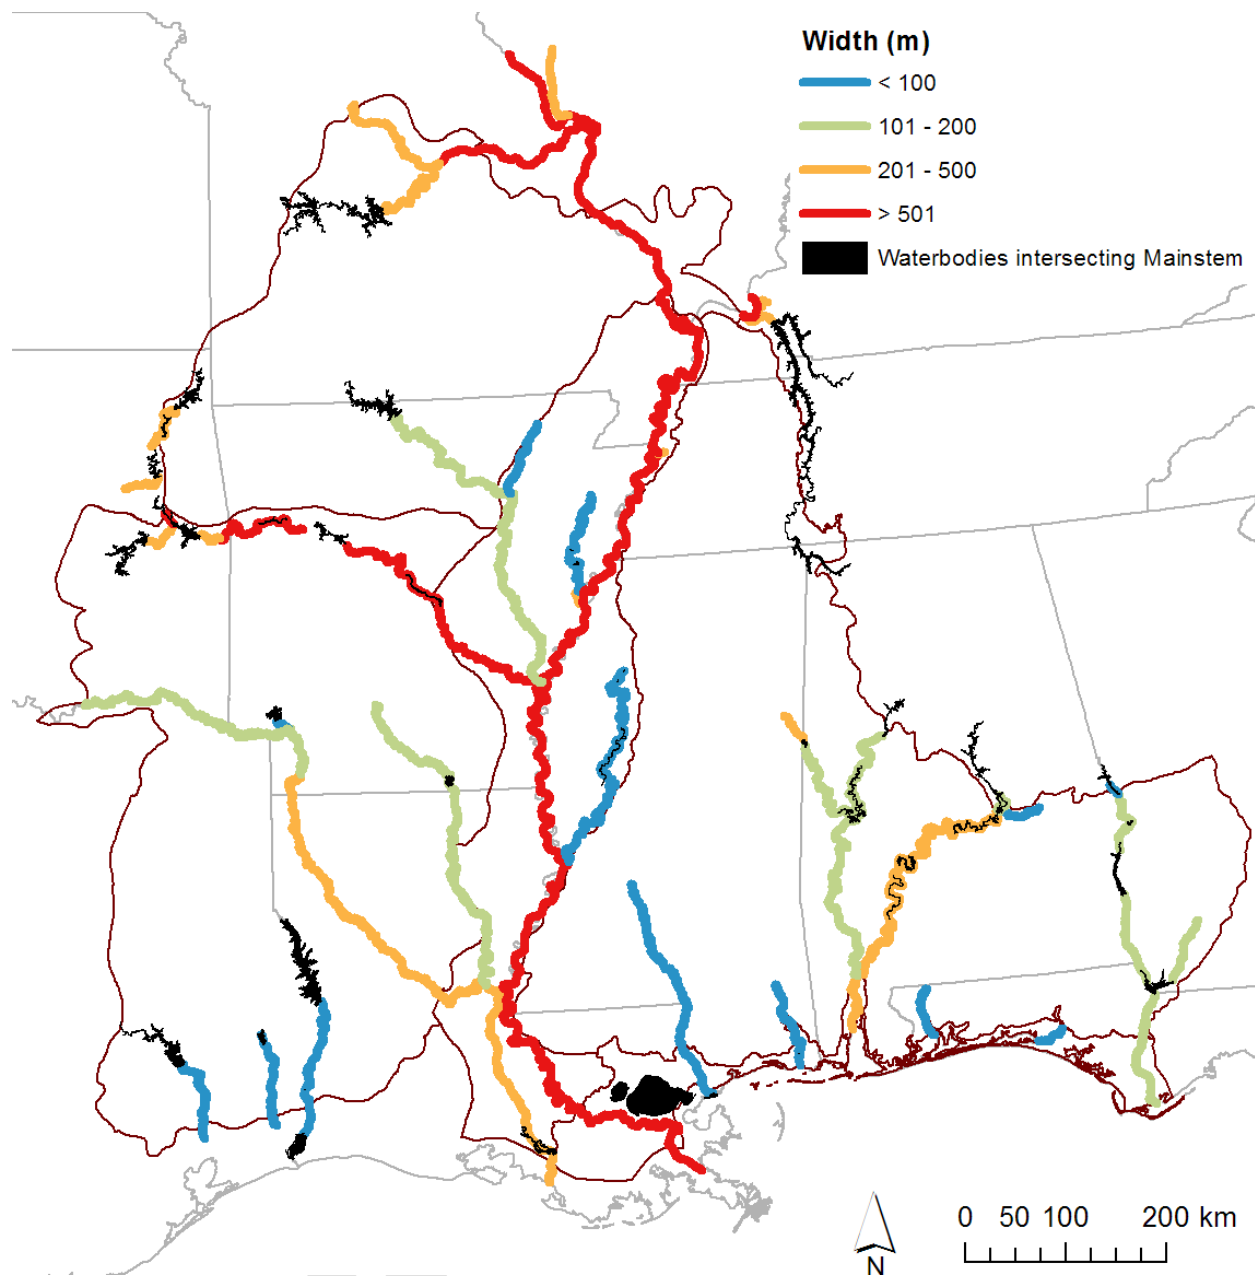 Width (m)
< 100
101 - 200
201 - 500
> 501
Waterbodies intersecting Mainstem
0 50 100 200 km
N